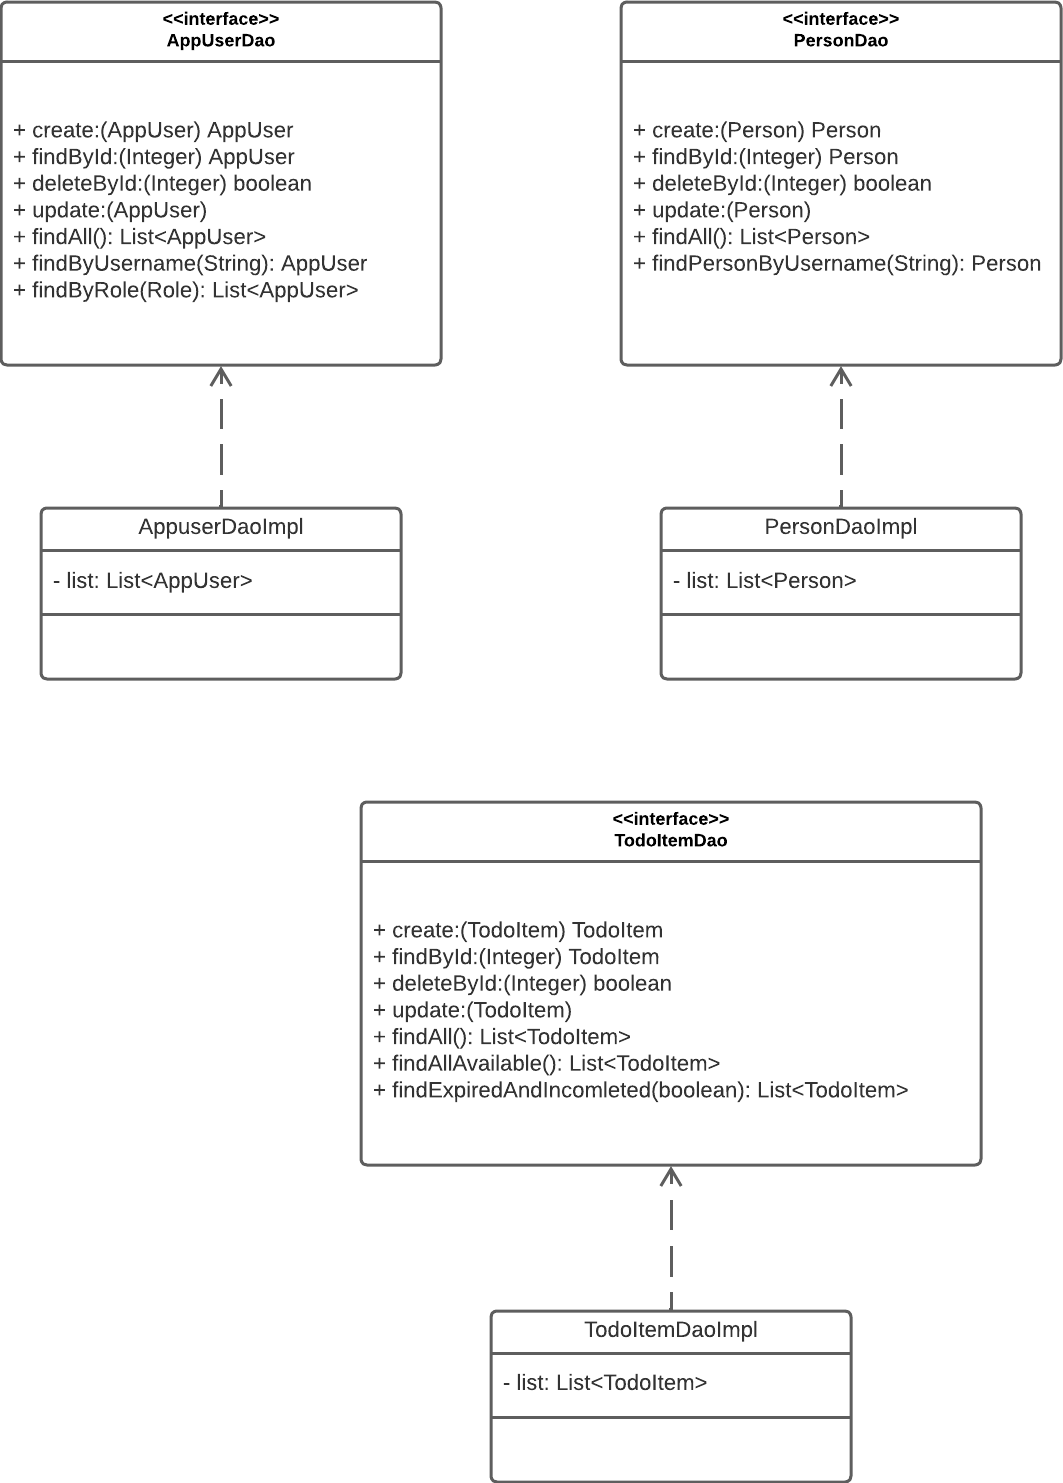 <<interface>>
AppUserDao
+ create:(AppUser) AppUser
+ findById:(Integer) AppUser
+ deleteById:(Integer) boolean
+ update:(AppUser)
+ findAll(): List<AppUser>
+ findByUsername(String): AppUser
+ findByRole(Role): List<AppUser>
AppuserDaoImpl
- list: List<AppUser>
<<interface>>
PersonDao
+ create:(Person) Person
+ findById:(Integer) Person
+ deleteById:(Integer) boolean
+ update:(Person)
+ findAll(): List<Person>
+ findPersonByUsername(String): Person
PersonDaoImpl
- list: List<Person>
<<interface>>
TodoItemDao
+ create:(TodoItem) TodoItem
+ findById:(Integer) TodoItem
+ deleteById:(Integer) boolean
+ update:(TodoItem)
+ findAll(): List<TodoItem>
+ findAllAvailable(): List<TodoItem>
+ findExpiredAndIncomleted(boolean): List<TodoItem>
TodoItemDaoImpl
- list: List<TodoItem>